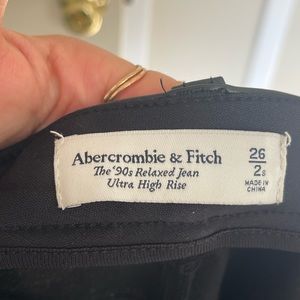 Abercrombie & Fitch
The '90s Relaxed Jean
Ultra High Rise
26
2s
MADE IN
CHINA